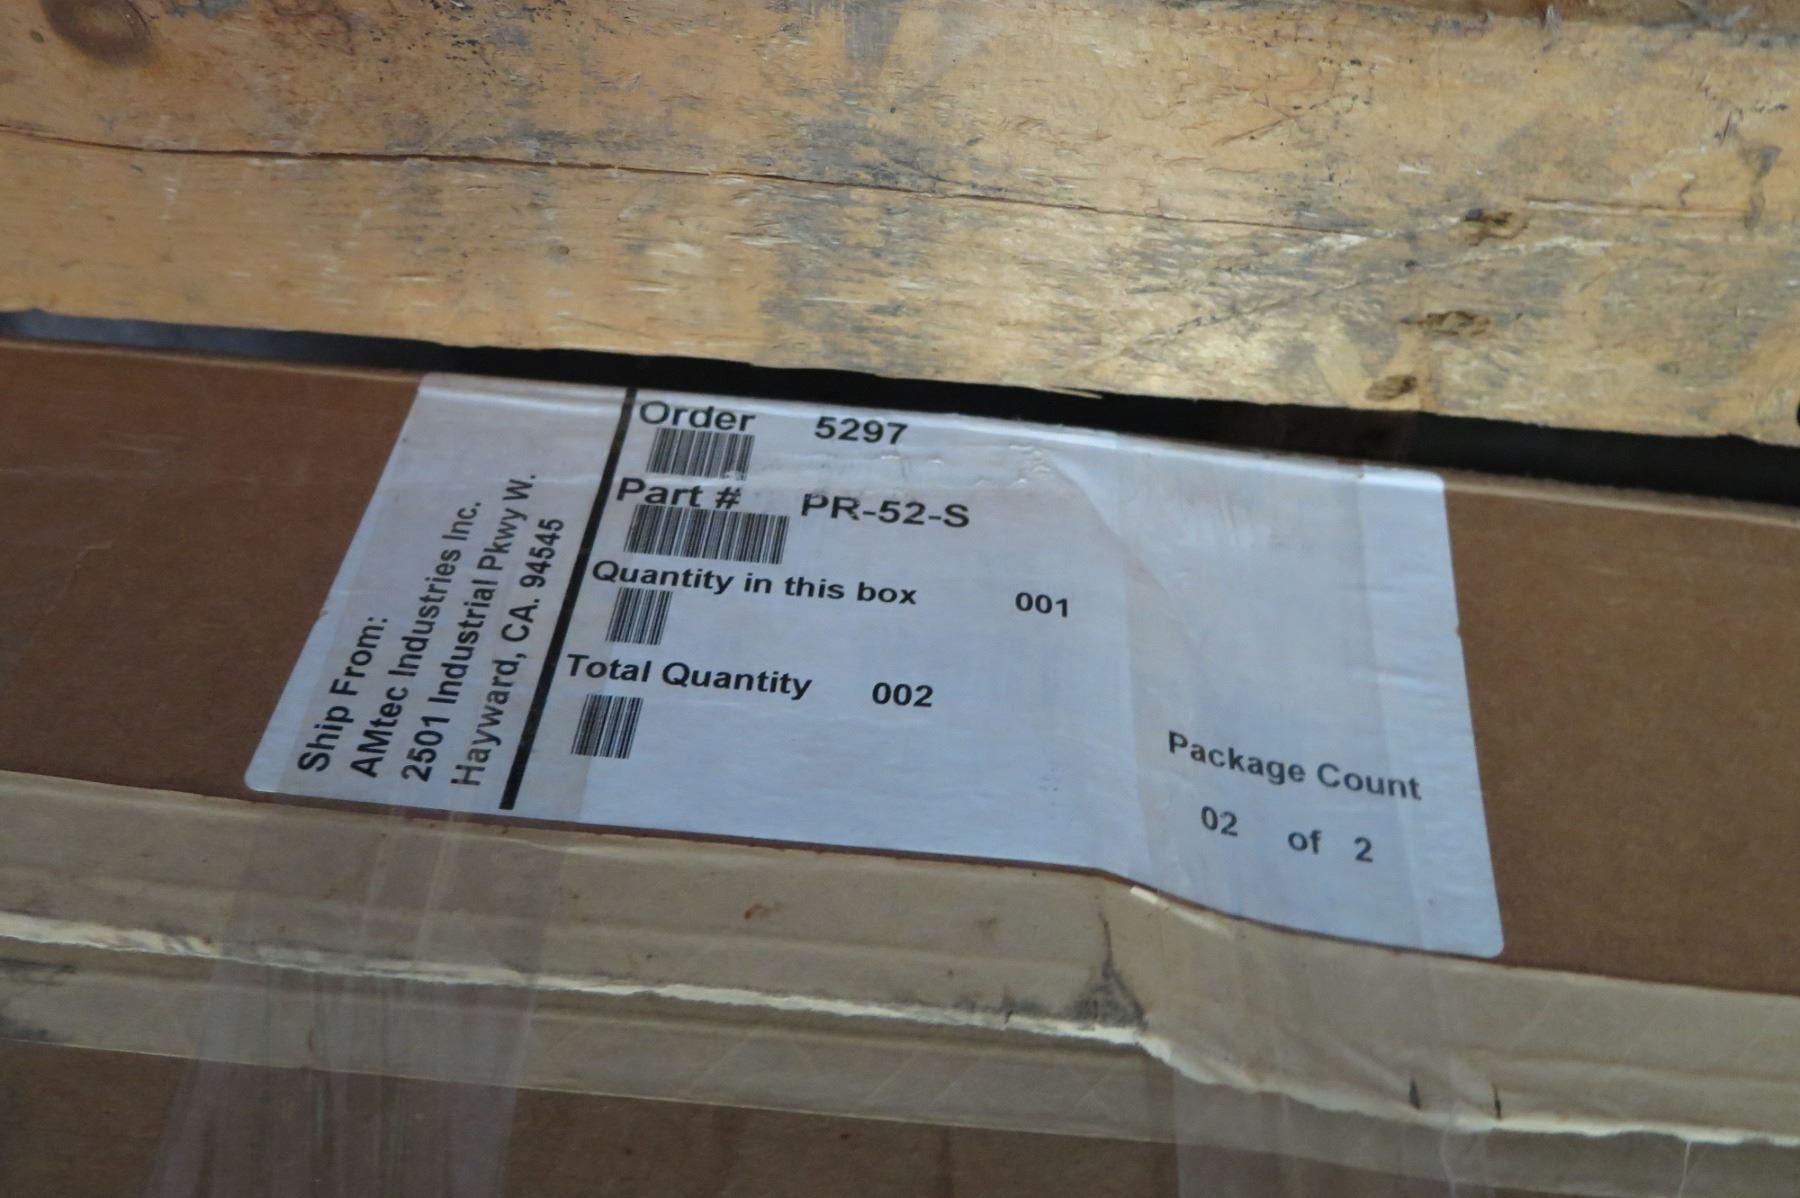 Ship From:
AMtec Industries Inc.
2501 Industrial Pkwy W.
Hayward, CA. 94545
Order 5297
Part # PR-52-S
Quantity in this box 001
Total Quantity 002
Package Count
02 of 2